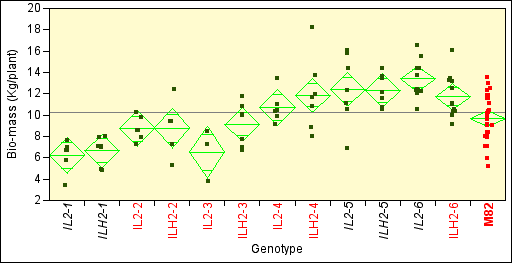 Bio-mass (Kg/plant)
20
18
16
14
12
10
8
6
4
2
IL2-1
ILH2-1
IL2-2
ILH2-2
IL2-3
ILH2-3
IL2-4
ILH2-4
IL2-5
ILH2-5
IL2-6
ILH2-6
M82
Genotype